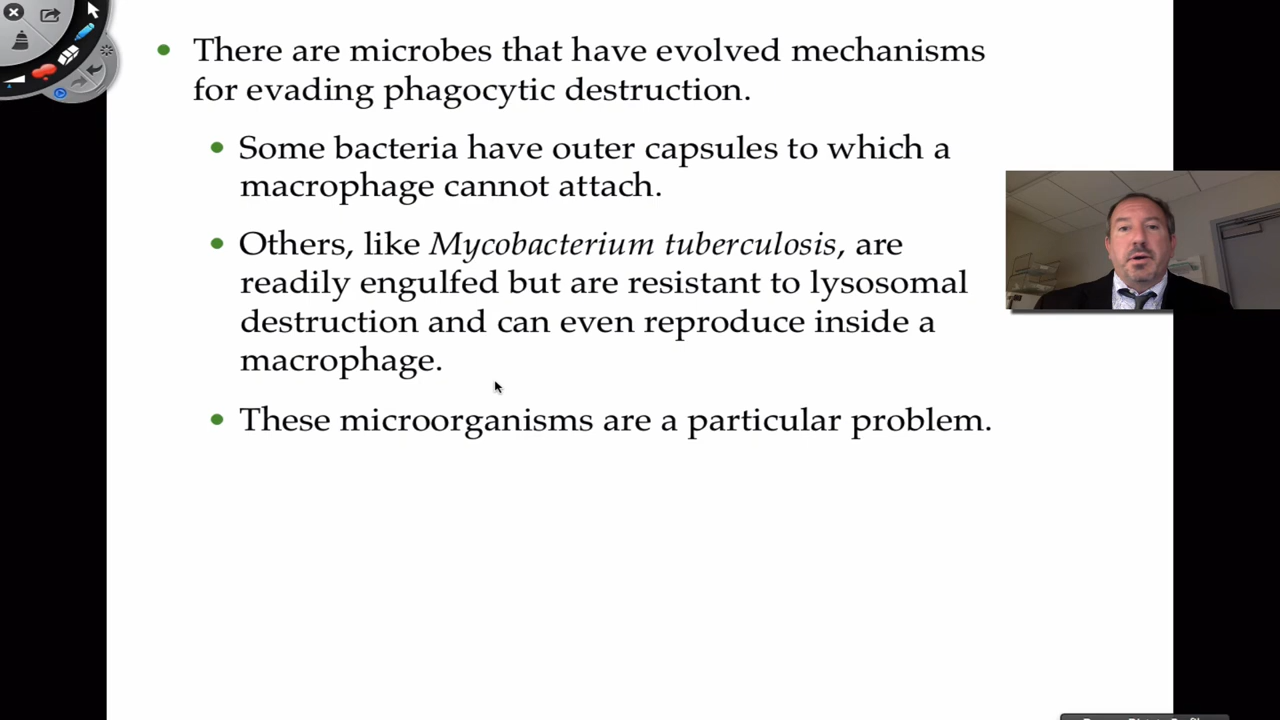 There are microbes that have evolved mechanisms
for evading phagocytic destruction.
Some bacteria have outer capsules to which a
macrophage cannot attach.
Others, like Mycobacterium tuberculosis, are
readily engulfed but are resistant to lysosomal
destruction and can even reproduce inside a
macrophage.
These microorganisms are a particular problem.